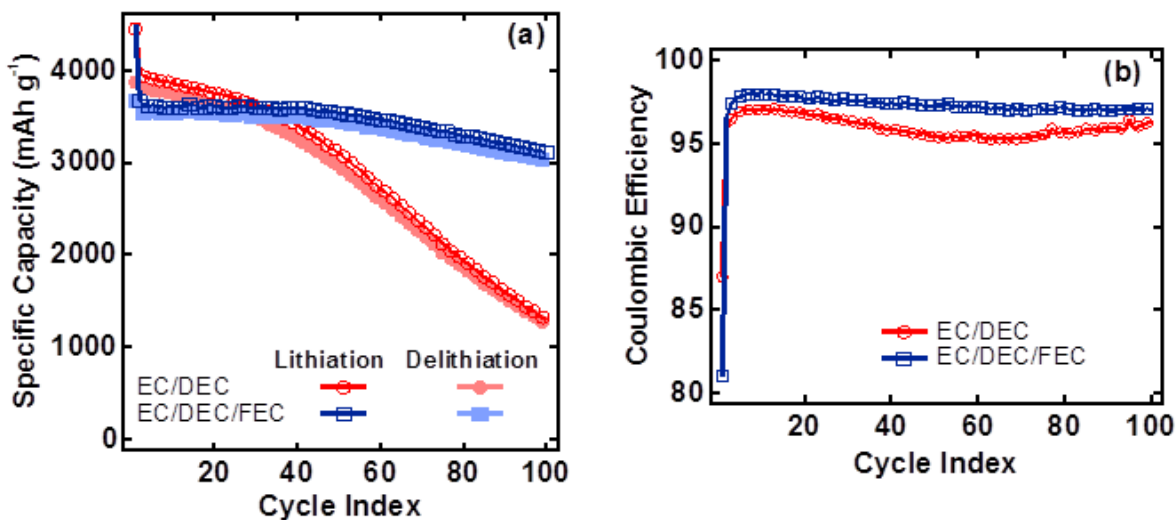 (a)
Specific Capacity (mAh g-1)
4000
3000
2000
1000
0
Lithiation Delithiation
EC/DEC
EC/DEC/FEC
20 40 60 80 100
Cycle Index
(b)
Coulombic Efficiency
100
95
90
85
80
EC/DEC
EC/DEC/FEC
20 40 60 80 100
Cycle Index